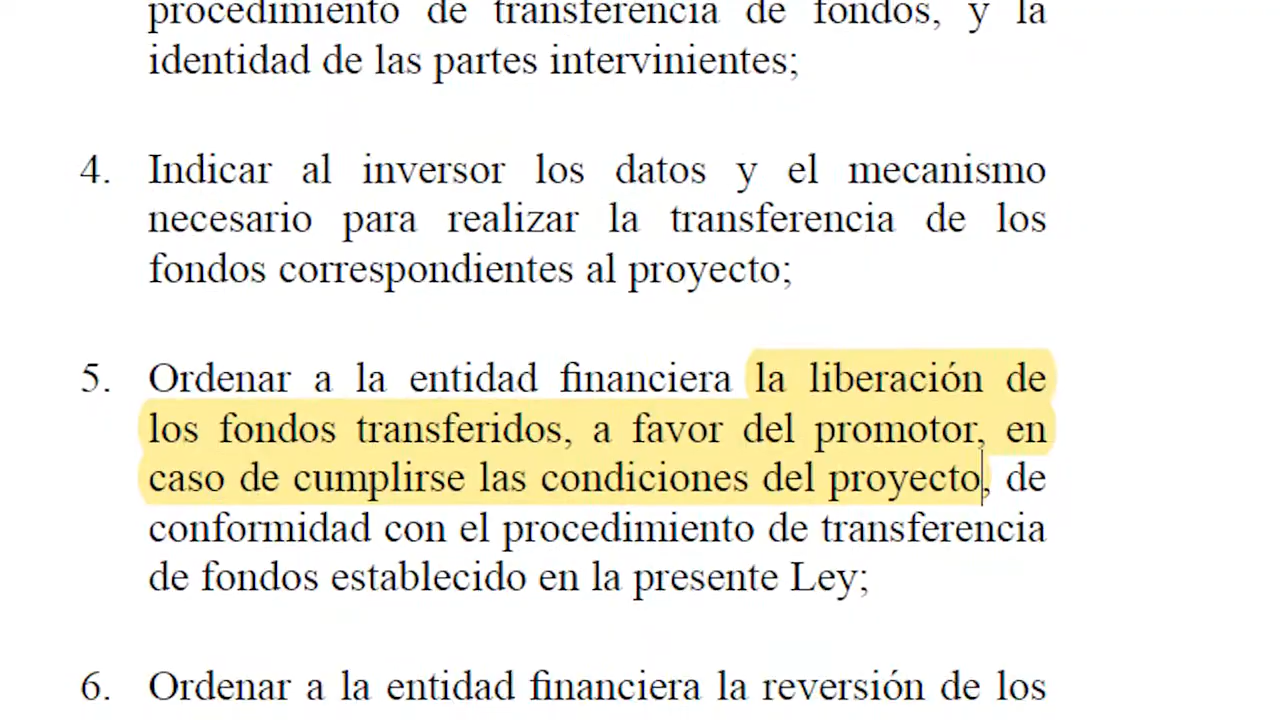 procedimiento de transferencia de fondos, y la
identidad de las partes intervinientes;
4. Indicar al inversor los datos y el mecanismo
necesario para realizar la transferencia de los
fondos correspondientes al proyecto;
5. Ordenar a la entidad financiera la liberación de
los fondos transferidos, a favor del promotor, en
caso de cumplirse las condiciones del proyecto, de
conformidad con el procedimiento de transferencia
de fondos establecido en la presente Ley;
6. Ordenar a la entidad financiera la reversión de los